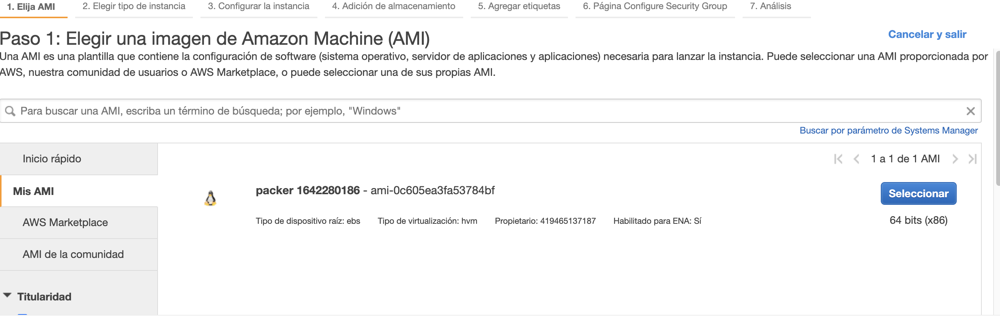 1. Elija AMI 2. Elegir tipo de instancia 3. Configurar la instancia 4. Adición de almacenamiento 5. Agregar etiquetas 6. Página Configure Security Group 7. Análisis
Paso 1: Elegir una imagen de Amazon Machine (AMI)
Cancelar y salir
Una AMI es una plantilla que contiene la configuración de software (sistema operativo, servidor de aplicaciones y aplicaciones) necesaria para lanzar la instancia. Puede seleccionar una AMI proporcionada por
AWS, nuestra comunidad de usuarios o AWS Marketplace, o puede seleccionar una de sus propias AMI.
Para buscar una AMI, escriba un término de búsqueda; por ejemplo, "Windows"
Buscar por parámetro de Systems Manager
Inicio rápido
Mis AMI
AWS Marketplace
AMI de la comunidad
Titularidad
1 a 1 de 1 AMI
packer 1642280186 - ami-0c605ea3fa53784bf
Seleccionar
Tipo de dispositivo raíz: ebs Tipo de virtualización: hvm Propietario: 419465137187 Habilitado para ENA: Sí
64 bits (x86)